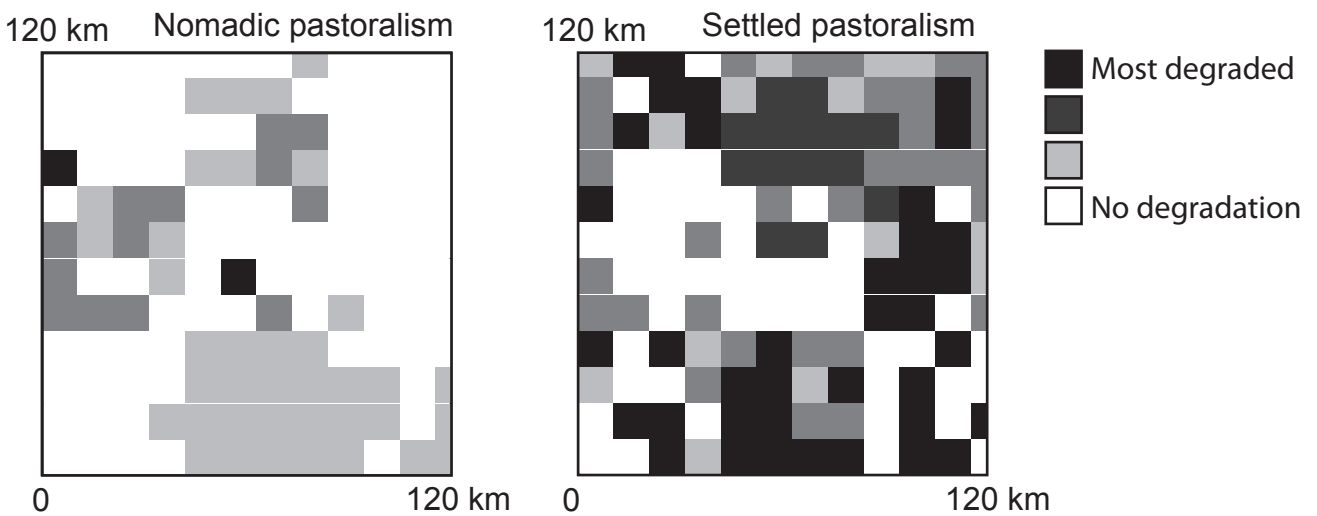 120 km
Nomadic pastoralism
120 km
Settled pastoralism
Most degraded
No degradation
0
120 km
0
120 km